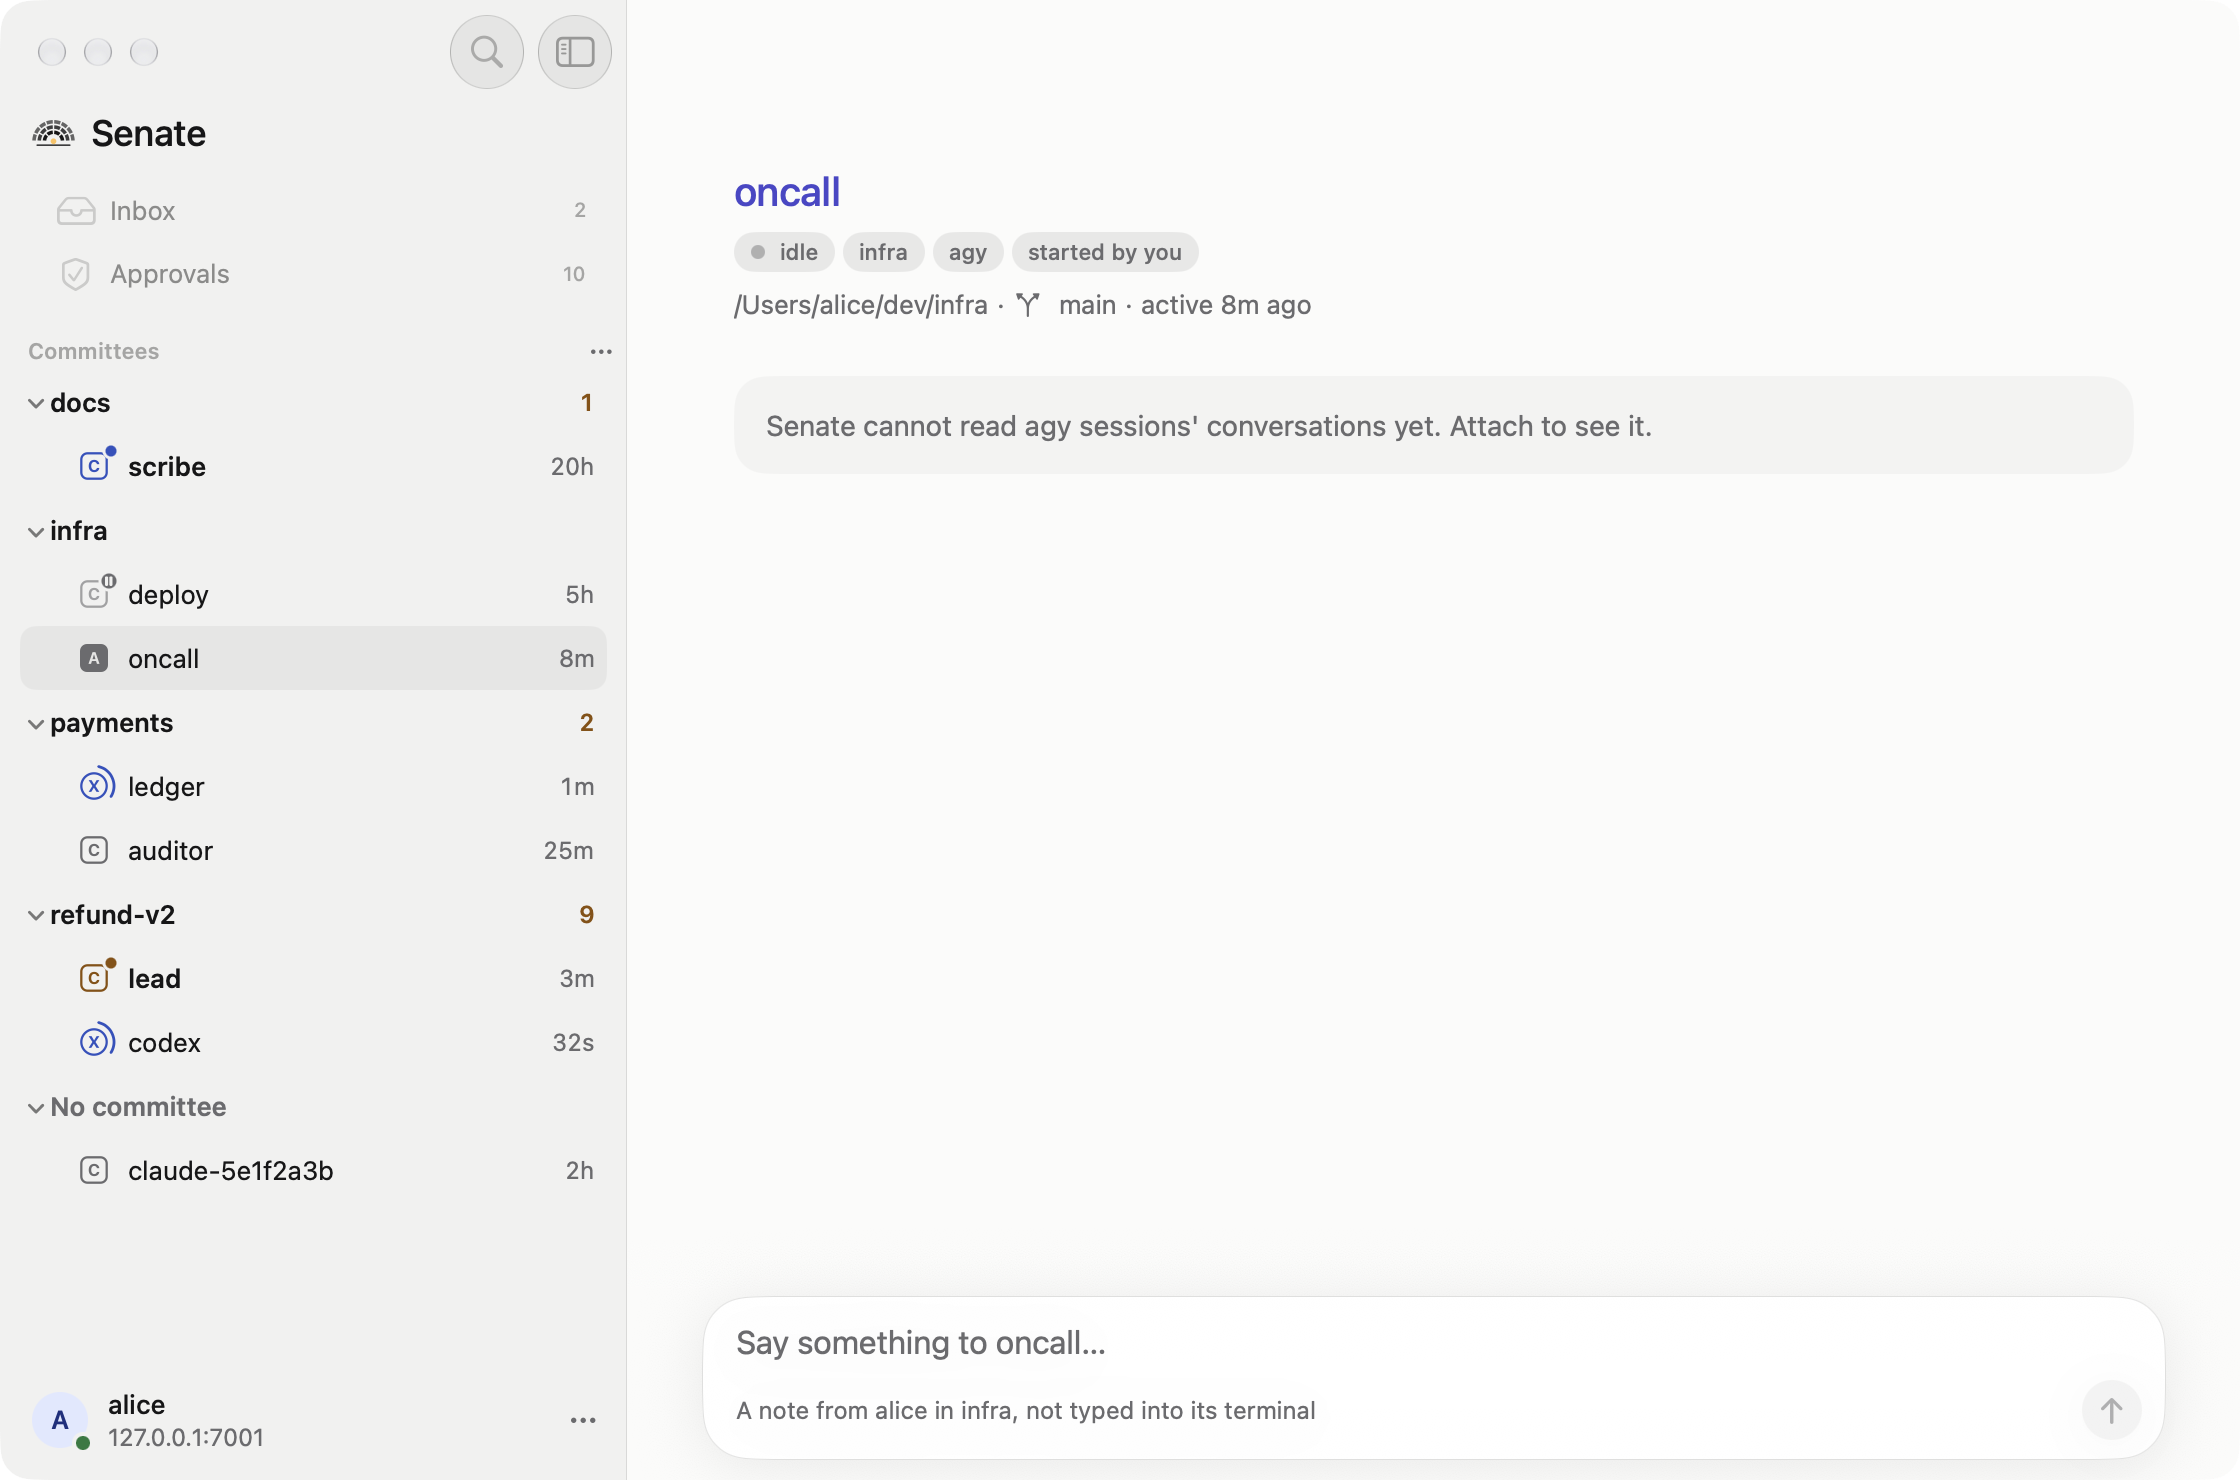 Senate
Inbox 2
Approvals 10
Committees ...
docs 1
C scribe 20h
infra
C deploy 5h
A oncall 8m
payments 2
X ledger 1m
C auditor 25m
refund-v2 9
C lead 3m
X codex 32s
No committee
C claude-5e1f2a3b 2h
A alice
127.0.0.1:7001
oncall
idle infra agy started by you
/Users/alice/dev/infra · main · active 8m ago
Senate cannot read agy sessions' conversations yet. Attach to see it.
Say something to oncall...
A note from alice in infra, not typed into its terminal